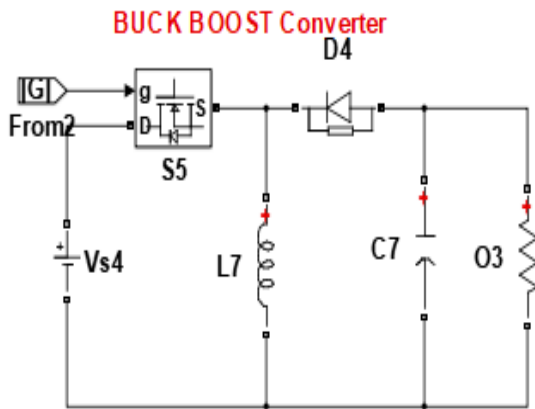 BUCK BOOST Converter
D4
[G]
From2
g
D
S
S5
Vs4
L7
C7
O3